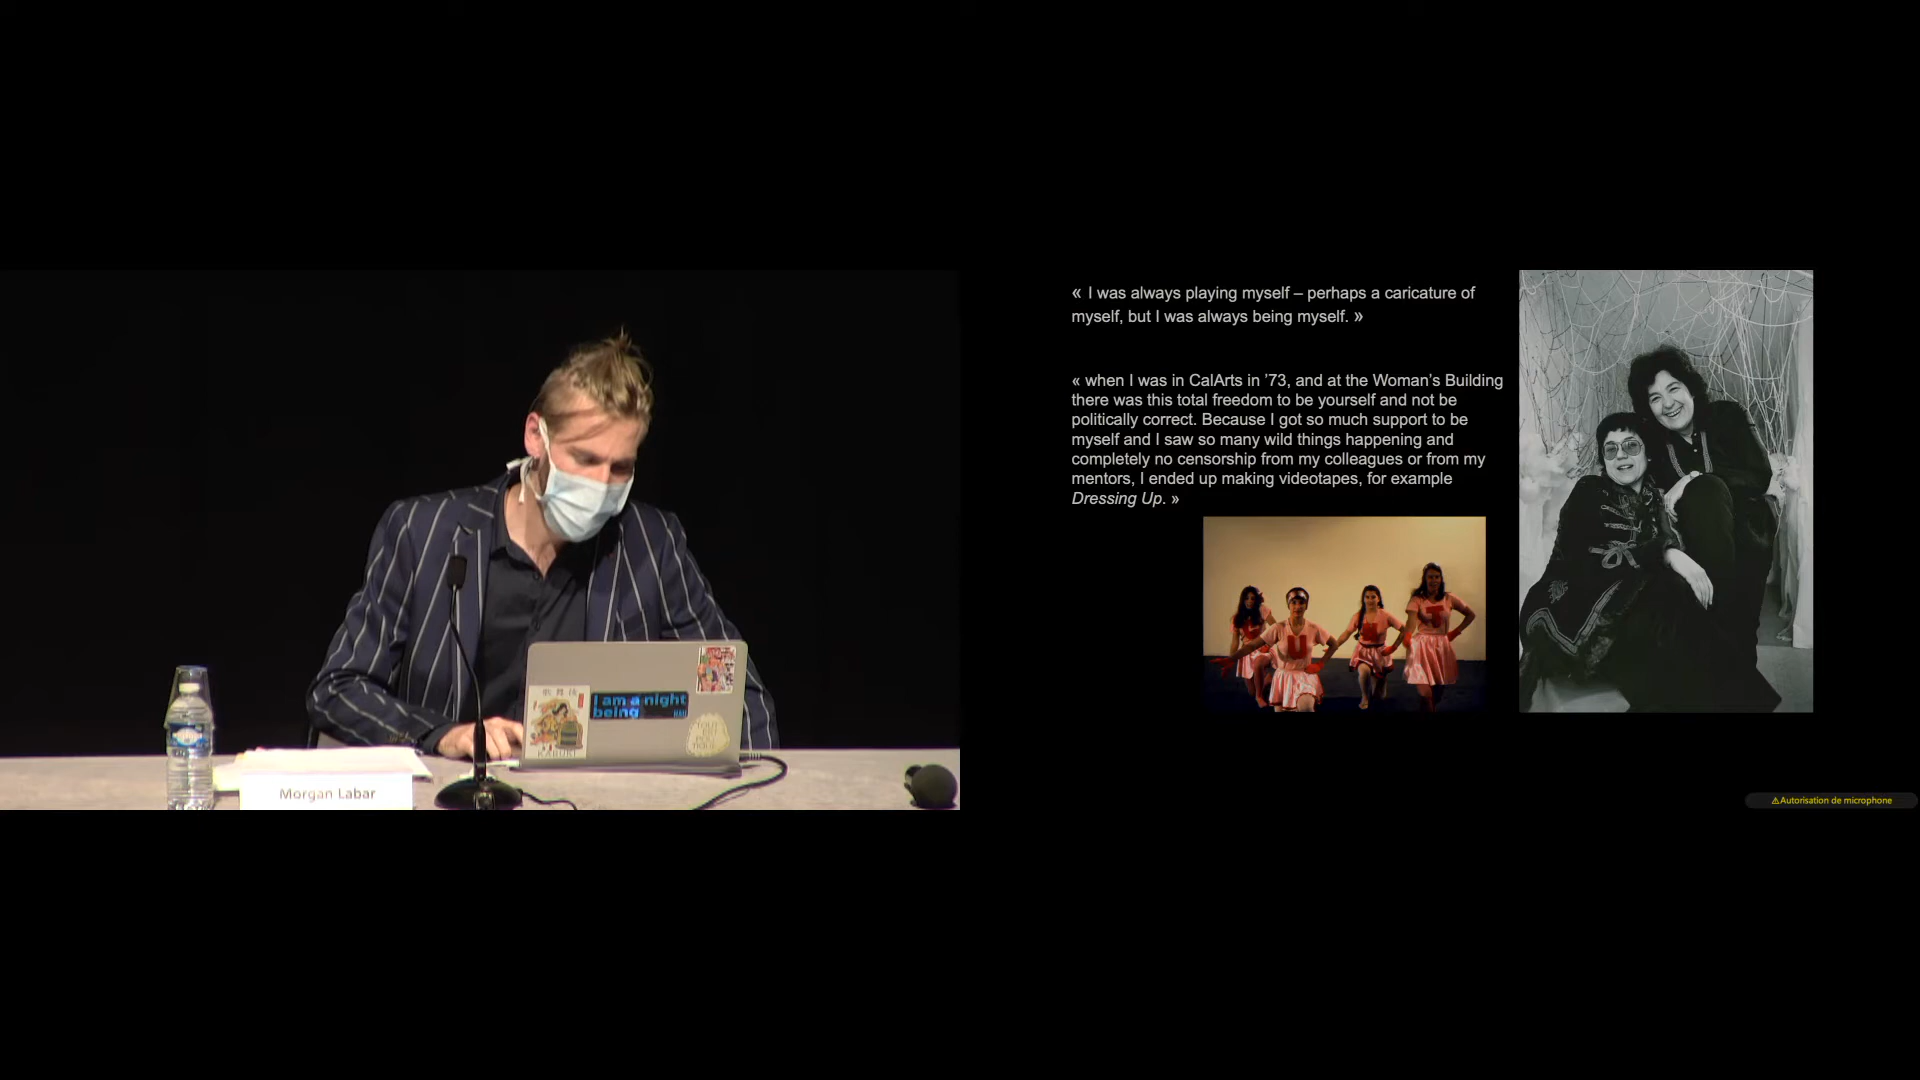 « I was always playing myself – perhaps a caricature of
myself, but I was always being myself. »
« when I was in CalArts in ’73, and at the Woman’s Building
there was this total freedom to be yourself and not be
politically correct. Because I got so much support to be
myself and I saw so many wild things happening and
completely no censorship from my colleagues or from my
mentors, I ended up making videotapes, for example
Dressing Up. »
I am a night
being
KABUKI
Morgan Labar
U
T
⚠Autorisation de microphone